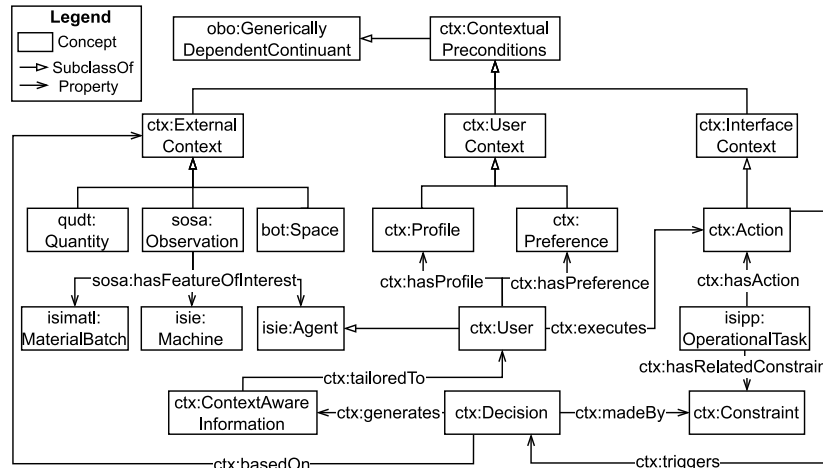 Legend
Concept
SubclassOf
Property
obo:Generically
DependentContinuant
ctx:Contextual
Preconditions
ctx:External
Context
ctx:User
Context
ctx:Interface
Context
qudt:
Quantity
sosa:
Observation
bot:Space
ctx:Profile
ctx:
Preference
ctx:Action
sosa:hasFeatureOfInterest
ctx:hasProfile
ctx:hasPreference
ctx:hasAction
isimatl:
MaterialBatch
isie:
Machine
isie:Agent
ctx:User
ctx:executes
isipp:
OperationalTask
ctx:tailoredTo
ctx:hasRelatedConstrain
ctx:ContextAware
Information
ctx:generates
ctx:Decision
ctx:madeBy
ctx:Constraint
ctx:basedOn
ctx:triggers